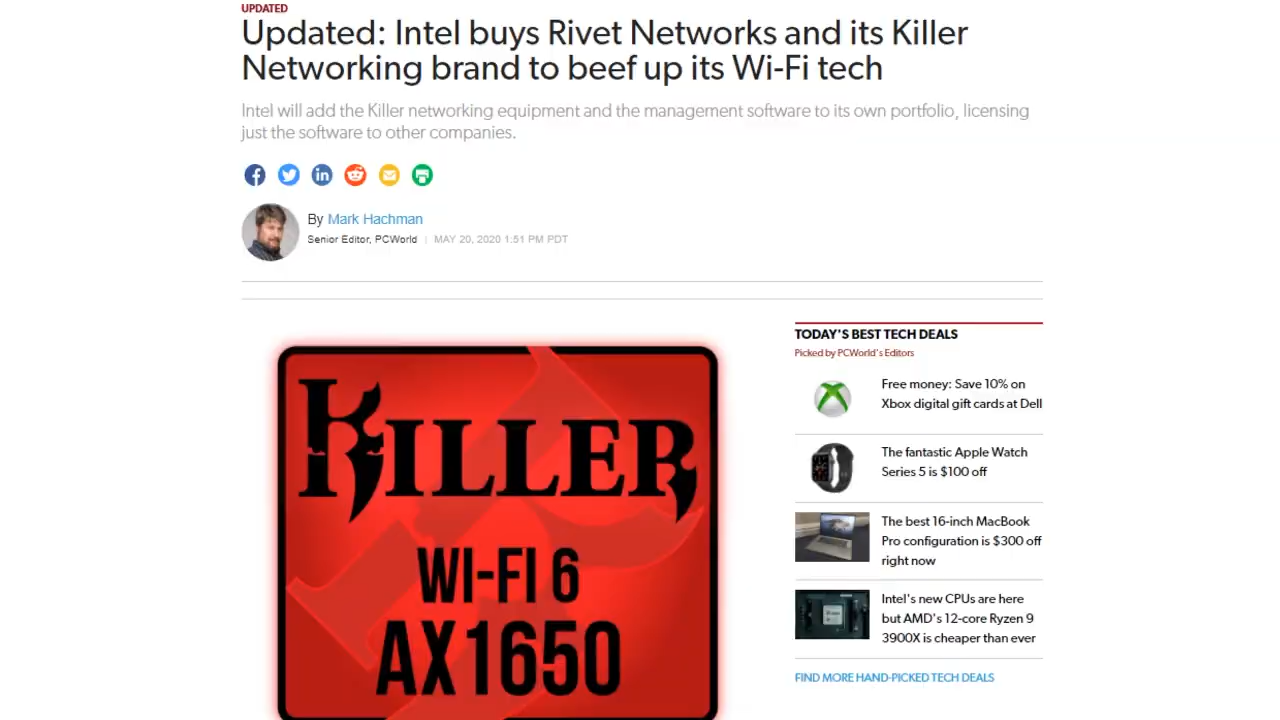 UPDATED
Updated: Intel buys Rivet Networks and its Killer
Networking brand to beef up its Wi-Fi tech
Intel will add the Killer networking equipment and the management software to its own portfolio, licensing
just the software to other companies.
By Mark Hachman
Senior Editor, PCWorld | MAY 20, 2020 1:51 PM PDT
KILLER
WI-FI 6
AX1650
TODAY'S BEST TECH DEALS
Picked by PCWorld's Editors
Free money: Save 10% on
Xbox digital gift cards at Dell
The fantastic Apple Watch
Series 5 is $100 off
The best 16-inch MacBook
Pro configuration is $300 off
right now
Intel's new CPUs are here
but AMD's 12-core Ryzen 9
3900X is cheaper than ever
FIND MORE HAND-PICKED TECH DEALS